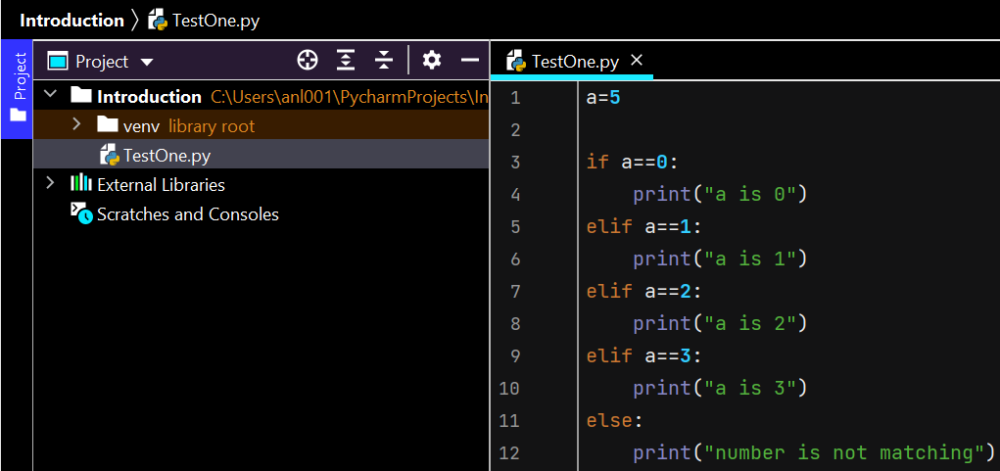 Introduction TestOne.py
Project
Project
Introduction C:\Users\anl001\PycharmProjects\In
venv library root
TestOne.py
External Libraries
Scratches and Consoles
TestOne.py
1 a=5
2
3 if a==0:
4     print("a is 0")
5 elif a==1:
6     print("a is 1")
7 elif a==2:
8     print("a is 2")
9 elif a==3:
10     print("a is 3")
11 else:
12     print("number is not matching")